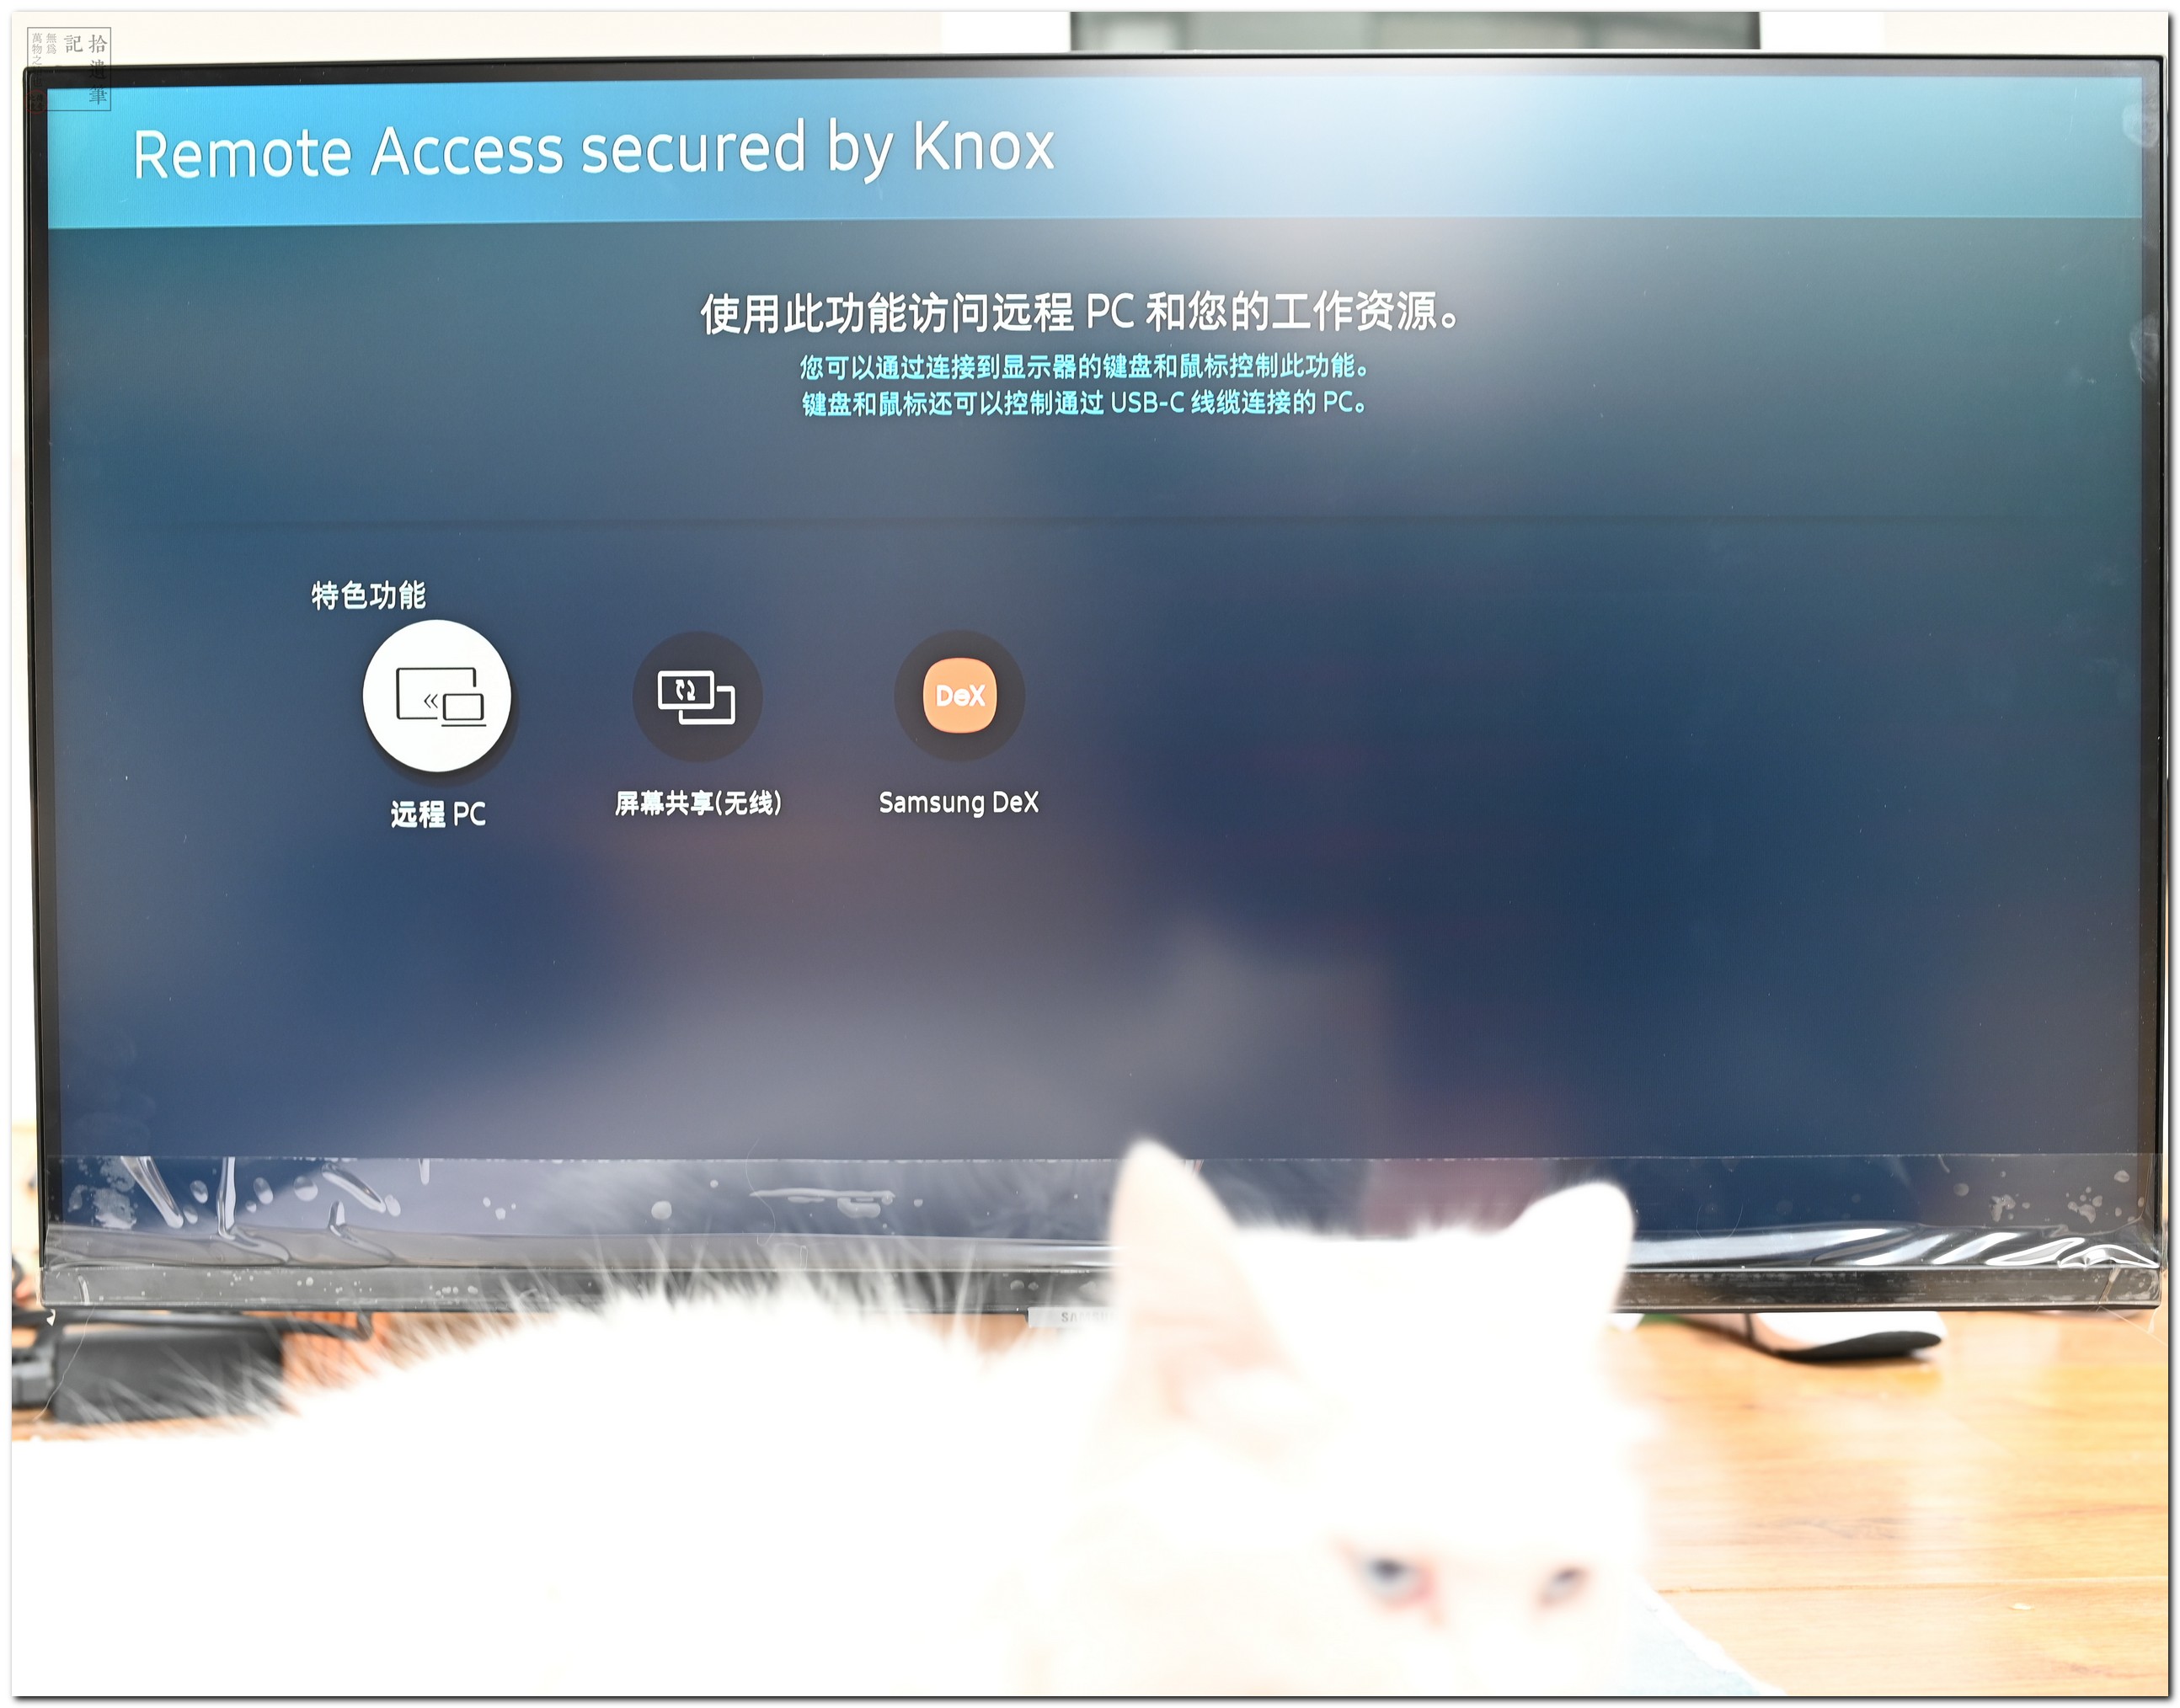 拾遺筆記
無爲
萬物之
Remote Access secured by Knox
使用此功能访问远程 PC 和您的工作资源。
您可以通过连接到显示器的键盘和鼠标控制此功能。
键盘和鼠标还可以控制通过 USB-C 线缆连接的 PC。
特色功能
DeX
远程 PC
屏幕共享(无线)
Samsung DeX